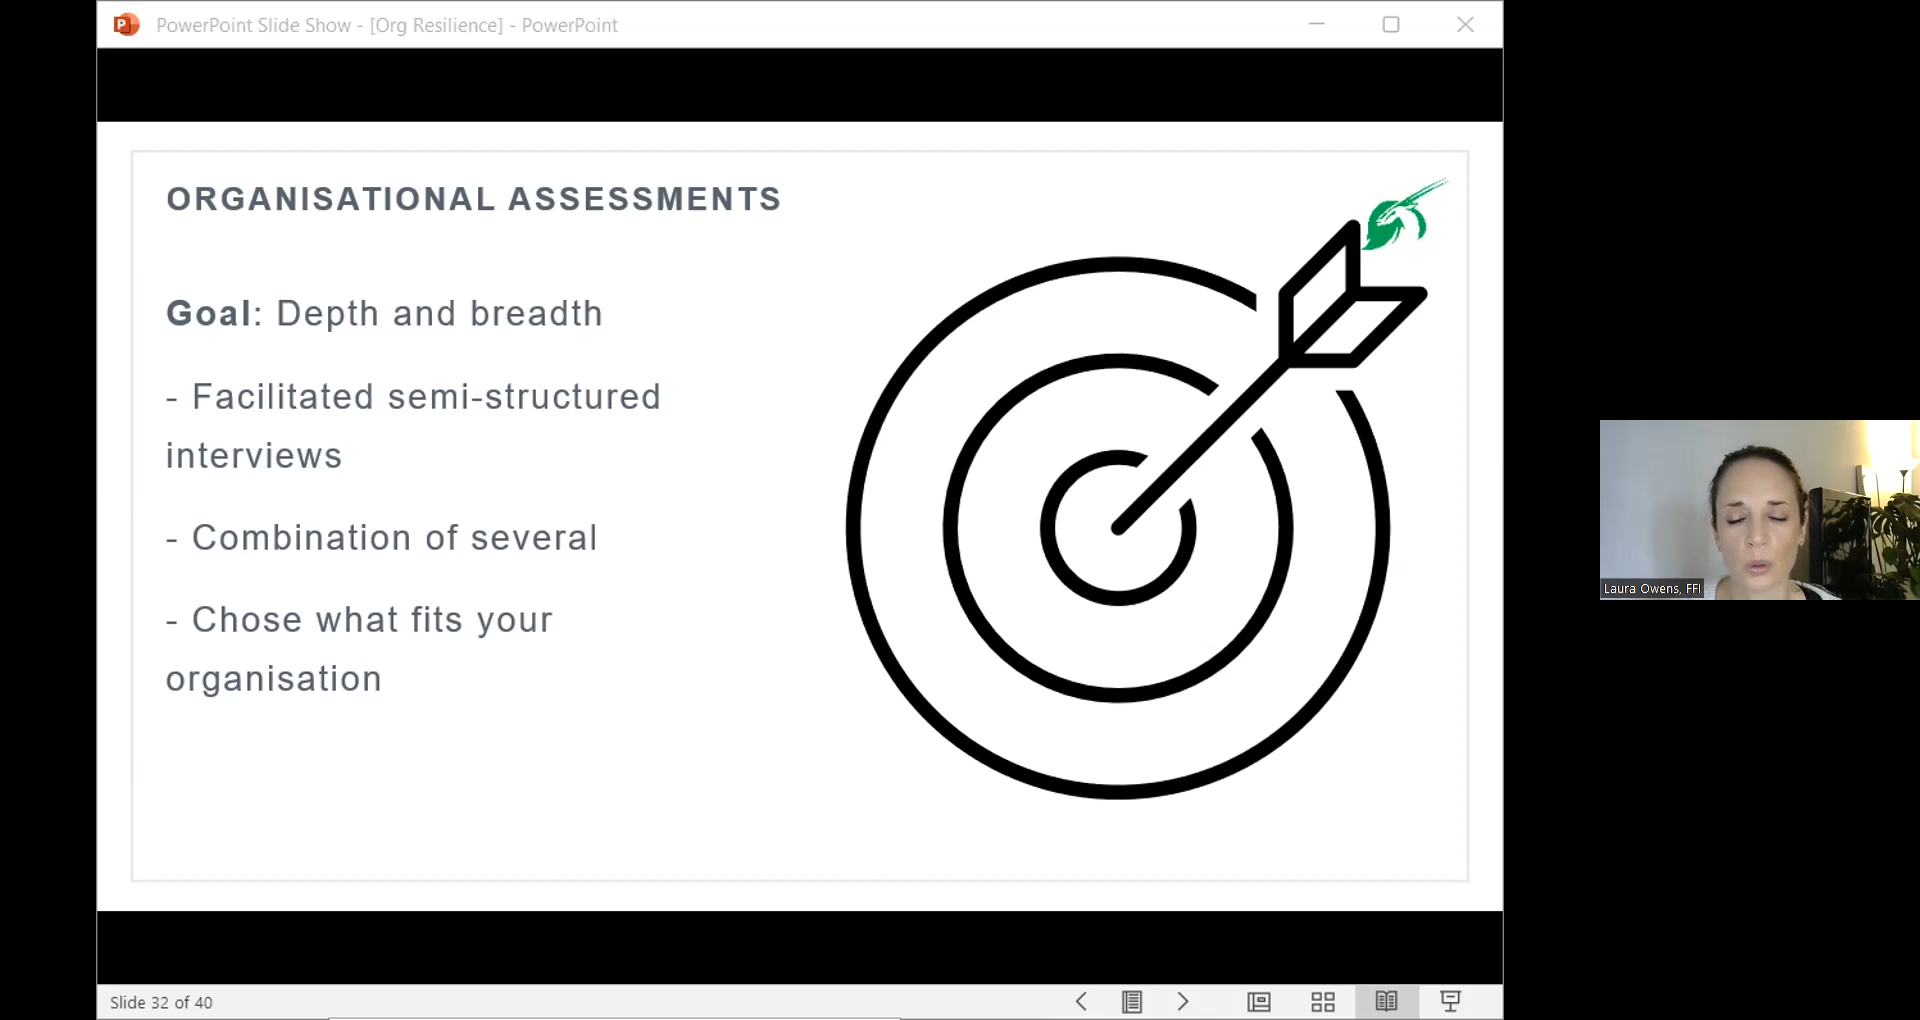 PowerPoint Slide Show - [Org Resilience] - PowerPoint
ORGANISATIONAL ASSESSMENTS
Goal: Depth and breadth
- Facilitated semi-structured
interviews
- Combination of several
- Chose what fits your
organisation
Laura Owens, FFI
Slide 32 of 40